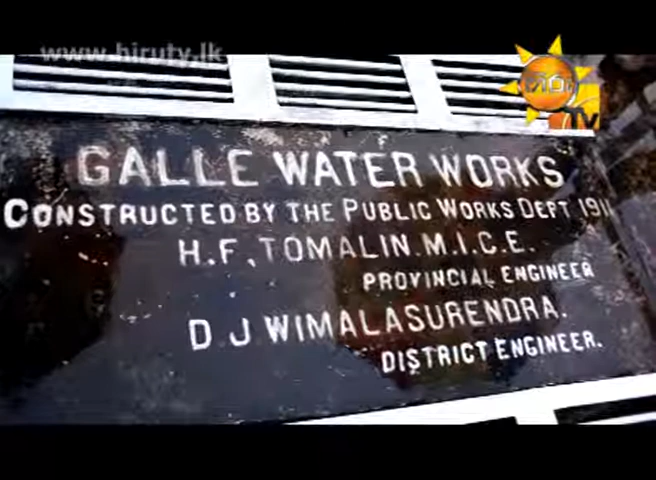 www.hirutv.lk
හිරු
TV
GALLE WATER WORKS
CONSTRUCTED BY THE PUBLIC WORKS DEPT 1911
H.F. TOMALIN. M.I.C.E.
PROVINCIAL ENGINEER
D.J WIMALASURENDRA.
DISTRICT ENGINEER.